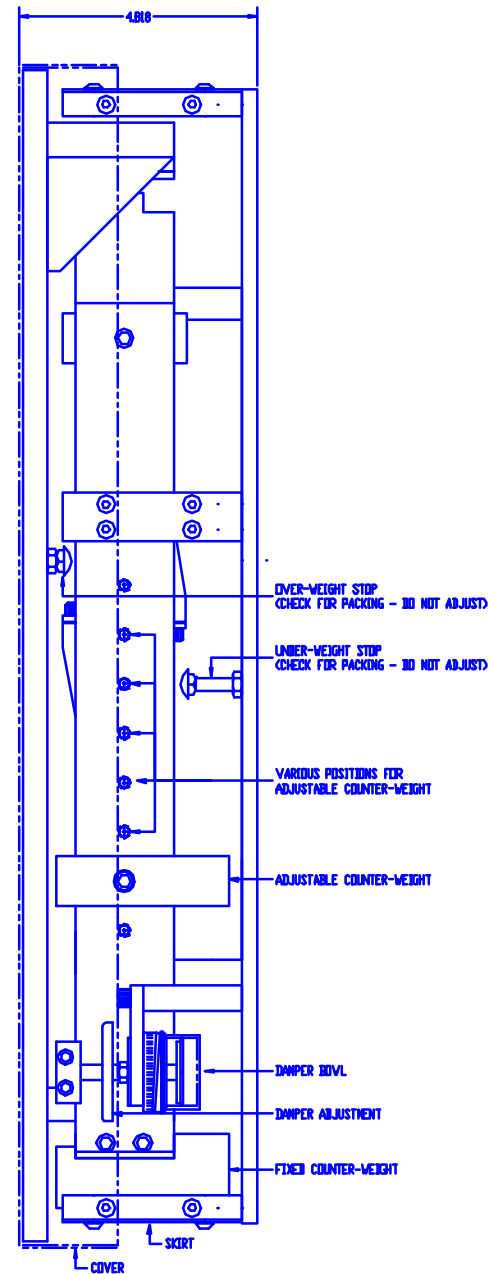 4.818
OVER-WEIGHT STOP
(CHECK FOR PACKING - DO NOT ADJUST)
UNDER-WEIGHT STOP
(CHECK FOR PACKING - DO NOT ADJUST)
VARIOUS POSITIONS FOR
ADJUSTABLE COUNTER-WEIGHT
ADJUSTABLE COUNTER-WEIGHT
DAMPER BOWL
DAMPER ADJUSTMENT
FIXED COUNTER-WEIGHT
SKIRT
COVER